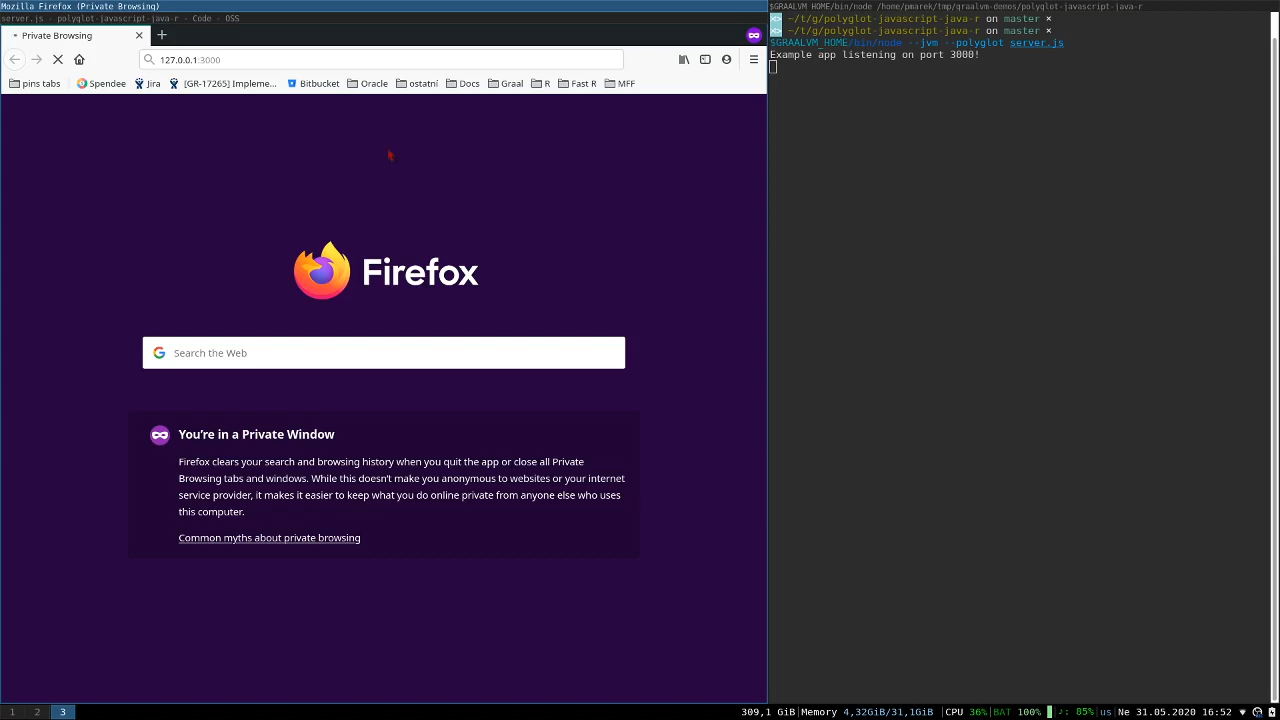 Mozilla Firefox (Private Browsing)
server.js - polyglot-javascript-java-r - Code - OSS
Private Browsing
127.0.0.1:3000
pins tabs Spendee Jira [GR-17265] Impleme... Bitbucket Oracle ostatní Docs Graal R Fast R MFF
Firefox
Search the Web
You're in a Private Window
Firefox clears your search and browsing history when you quit the app or close all Private
Browsing tabs and windows. While this doesn't make you anonymous to websites or your internet
service provider, it makes it easier to keep what you do online private from anyone else who uses
this computer.
Common myths about private browsing
$GRAALVM_HOME/bin/node /home/pmarek/tmp/graalvm-demos/polyglot-javascript-java-r
~/t/g/polyglot-javascript-java-r on master ×
~/t/g/polyglot-javascript-java-r on master ×
$GRAALVM_HOME/bin/node --jvm --polyglot server.js
Example app listening on port 3000!
1 2 3
309,1 GiB|Memory 4,32GiB/31,1GiB |CPU 36%|BAT 100% |♪: 85%|us |Ne 31.05.2020 16:52